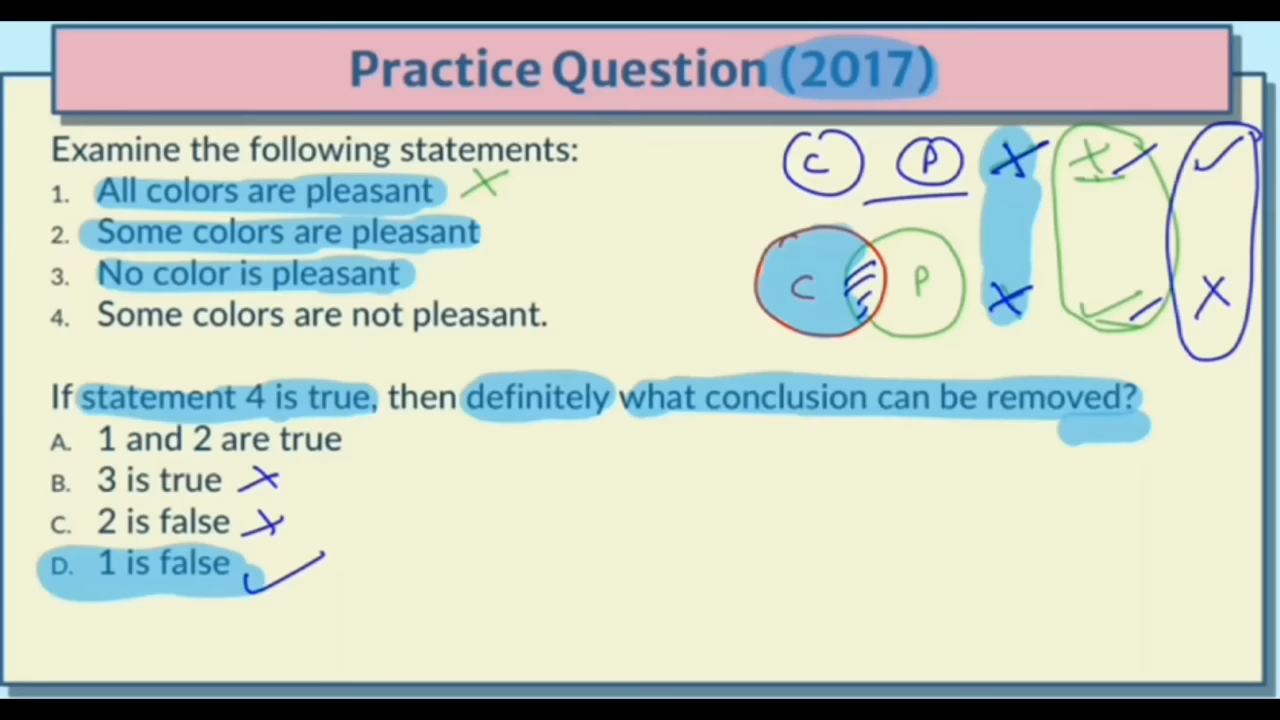 Practice Question (2017)
Examine the following statements:
1. All colors are pleasant
2. Some colors are pleasant
3. No color is pleasant
4. Some colors are not pleasant.
C P
C P
If statement 4 is true, then definitely what conclusion can be removed?
A. 1 and 2 are true
B. 3 is true
C. 2 is false
D. 1 is false